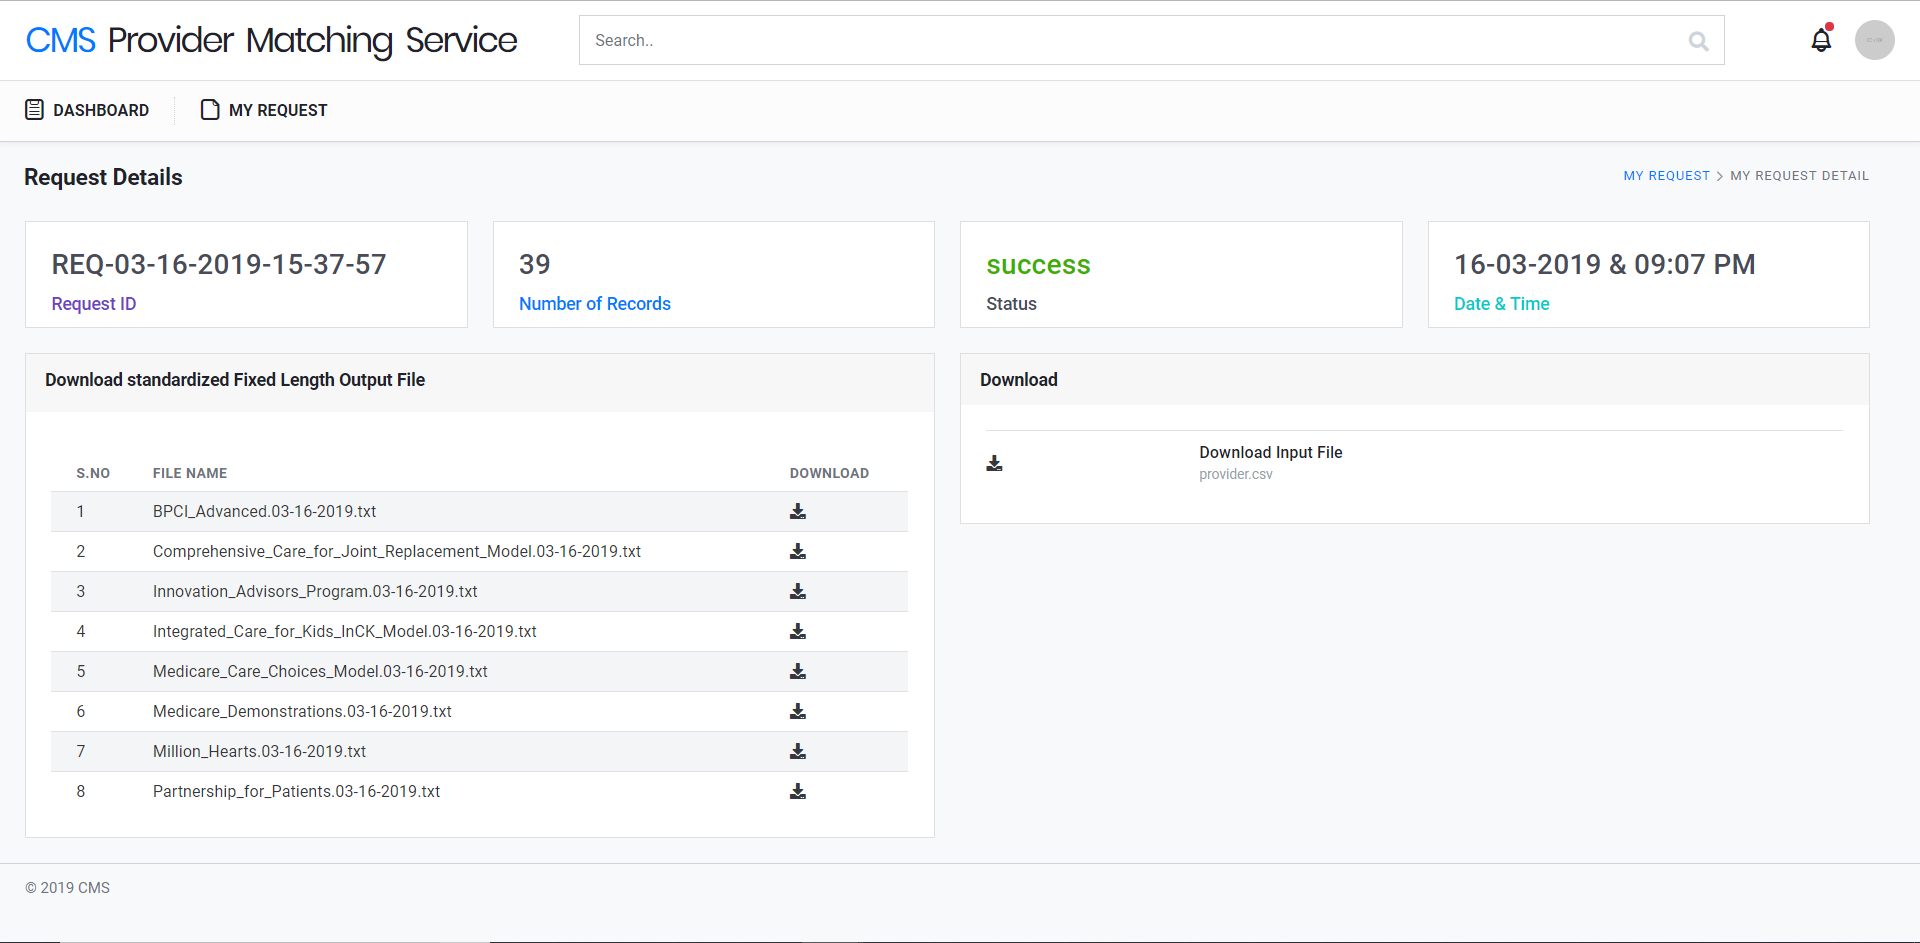 CMS Provider Matching Service
Search..
DASHBOARD
MY REQUEST
Request Details
MY REQUEST > MY REQUEST DETAIL
REQ-03-16-2019-15-37-57
Request ID
39
Number of Records
success
Status
16-03-2019 & 09:07 PM
Date & Time
Download standardized Fixed Length Output File
S.NO FILE NAME DOWNLOAD
1 BPCI_Advanced.03-16-2019.txt
2 Comprehensive_Care_for_Joint_Replacement_Model.03-16-2019.txt
3 Innovation_Advisors_Program.03-16-2019.txt
4 Integrated_Care_for_Kids_InCK_Model.03-16-2019.txt
5 Medicare_Care_Choices_Model.03-16-2019.txt
6 Medicare_Demonstrations.03-16-2019.txt
7 Million_Hearts.03-16-2019.txt
8 Partnership_for_Patients.03-16-2019.txt
Download
Download Input File
provider.csv
© 2019 CMS